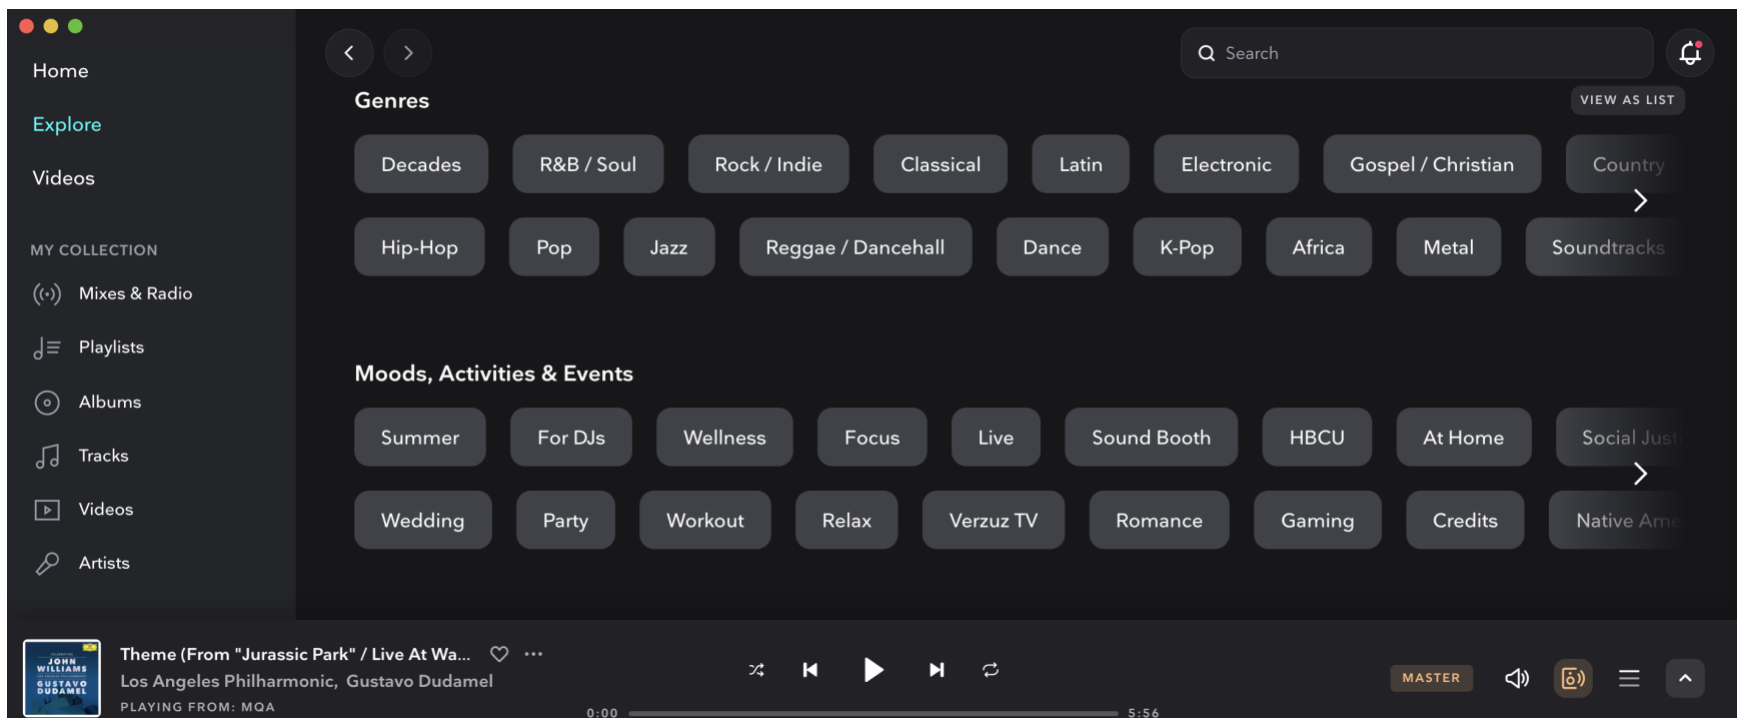 Home
Explore
Videos
MY COLLECTION
Mixes & Radio
Playlists
Albums
Tracks
Videos
Artists
Search
Genres
VIEW AS LIST
Decades R&B / Soul Rock / Indie Classical Latin Electronic Gospel / Christian Country
Hip-Hop Pop Jazz Reggae / Dancehall Dance K-Pop Africa Metal Soundtracks
Moods, Activities & Events
Summer For DJs Wellness Focus Live Sound Booth HBCU At Home Social Just
Wedding Party Workout Relax Verzuz TV Romance Gaming Credits Native Ame
JOHN
WILLIAMS
GUSTAVO
DUDAMEL
Theme (From "Jurassic Park" / Live At Wa...
Los Angeles Philharmonic, Gustavo Dudamel
PLAYING FROM: MQA
0:00 5:56
MASTER